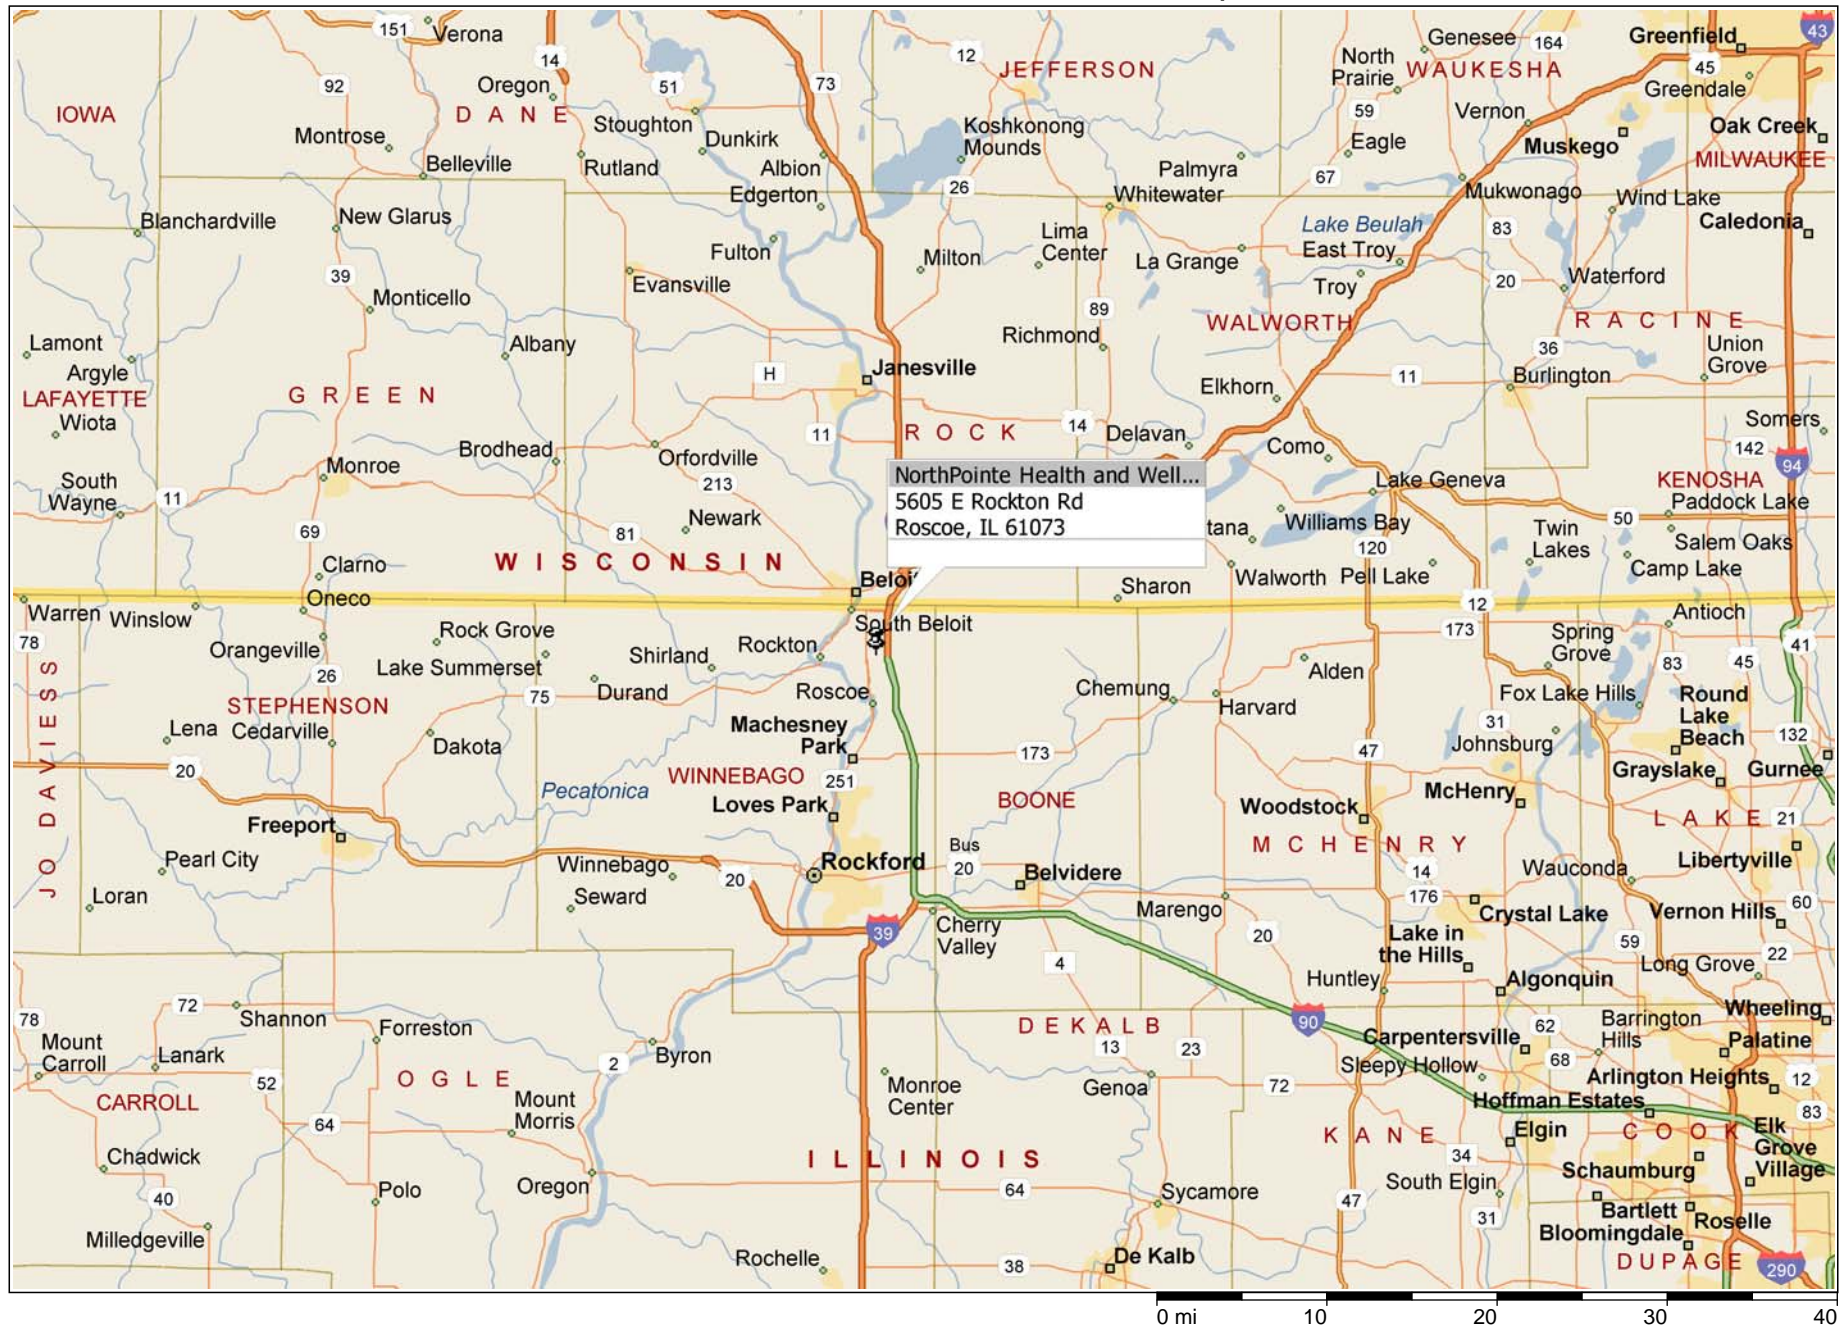 151
Verona
14
Oregon
92
DANE
51
73
12
JEFFERSON
Genesee
164
Greenfield
43
North
Prairie
WAUKESHA
45
Greendale
IOWA
Montrose
Stoughton
Dunkirk
Koshkonong
Mounds
59
Eagle
Vernon
Muskego
Oak Creek
MILWAUKEE
Belleville
Rutland
Albion
Edgerton
26
Palmyra
Whitewater
67
Mukwonago
Wind Lake
Caledonia
Blanchardville
New Glarus
Fulton
Milton
Lima
Center
La Grange
Lake Beulah
East Troy
83
39
Evansville
Troy
20
Waterford
Monticello
89
Richmond
WALWORTH
RACINE
Lamont
Argyle
Albany
36
Union
Grove
LAFAYETTE
Wiota
GREEN
H
Janesville
Elkhorn
11
Burlington
11
ROCK
14
Delavan
Como
Somers
142
94
South
Wayne
11
Monroe
Brodhead
Orfordville
213
NorthPointe Health and Well...
5605 E Rockton Rd
Roscoe, IL 61073
Lake Geneva
KENOSHA
Paddock Lake
69
81
Newark
tana
Williams Bay
50
Twin
Lakes
Salem Oaks
120
Clarno
WISCONSIN
Beloi
Sharon
Walworth
Pell Lake
Camp Lake
Warren
Winslow
Oneco
12
Antioch
78
Orangeville
Rock Grove
Lake Summerset
Shirland
Rockton
South Beloit
173
Spring
Grove
41
26
75
Durand
Roscoe
Chemung
Harvard
Alden
83
45
Fox Lake Hills
Round
Lake
Beach
JO DAVIESS
STEPHENSON
Lena
Cedarville
Dakota
Machesney
Park
173
47
31
Johnsburg
132
20
Pecatonica
WINNEBAGO
251
Loves Park
BOONE
Woodstock
McHenry
Grayslake
Gurnee
Freeport
MCHENRY
LAKE
21
Pearl City
Winnebago
20
Rockford
Bus
20
Belvidere
14
Wauconda
Libertyville
Loran
Seward
Marengo
176
Crystal Lake
60
Vernon Hills
39
Cherry
Valley
20
Lake in
the Hills
59
22
4
Huntley
Algonquin
Long Grove
72
Shannon
78
Mount
Carroll
Lanark
Forreston
90
DEKALB
62
Barrington
Hills
Wheeling
2
Byron
13
23
Carpentersville
68
Palatine
Sleepy Hollow
52
OGLE
Monroe
Center
Genoa
72
Arlington Heights
12
CARROLL
Mount
Morris
Hoffman Estates
83
64
KANE
Elgin
COOK
Elk
Grove
Village
Chadwick
ILLINOIS
34
Schaumburg
40
Polo
Oregon
64
Sycamore
47
South Elgin
31
Bartlett
Roselle
Milledgeville
Bloomingdale
Rochelle
38
De Kalb
DUPAGE
290
0 mi
10
20
30
40